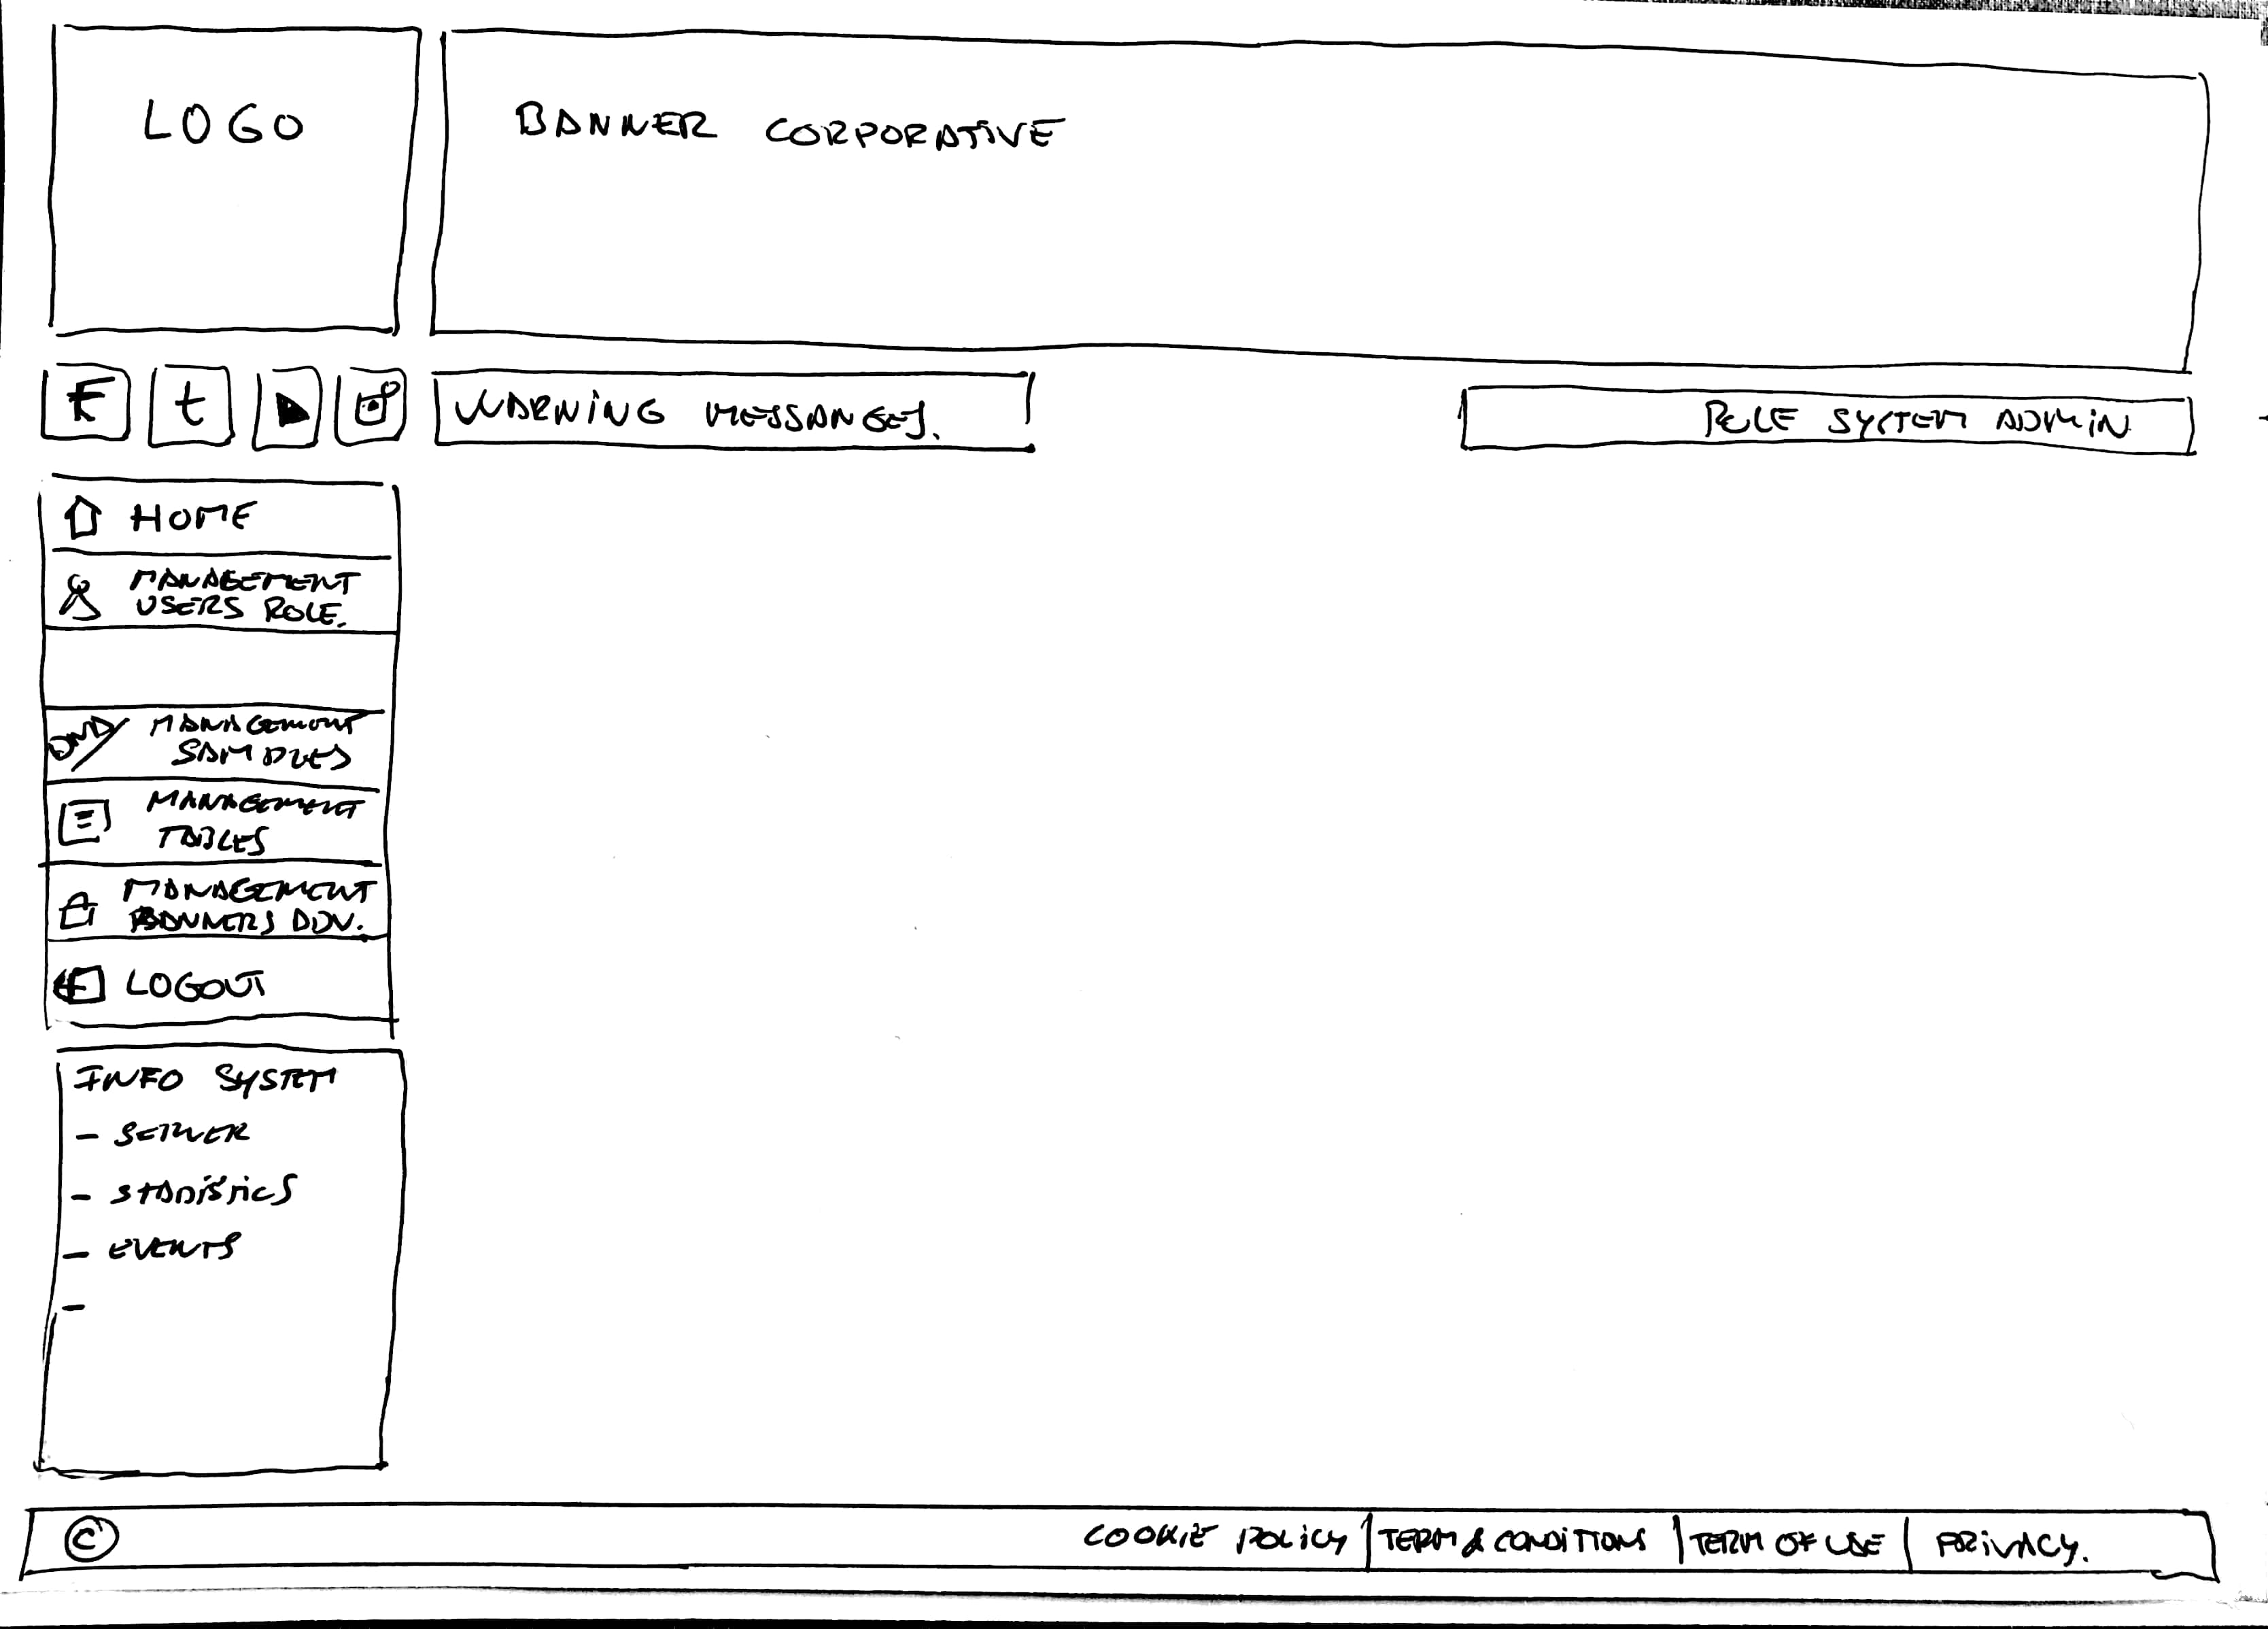 LOGO
BANNER CORPORATIVE
F t
WARNING MESSANGES.
ROLE SYSTEM ADMIN
HOME
MANAGEMENT
USERS ROLE.
MANAGEMENT
SAMPLES
MANAGEMENT
TABLES
MANAGEMENT
BANNERS ADV.
LOGOUT
INFO SYSTEM
- SERVER
- STADISTICS
- EVENTS
-
© COOKIE POLICY | TERM & CONDITIONS | TERM OF USE | PRIVACY.